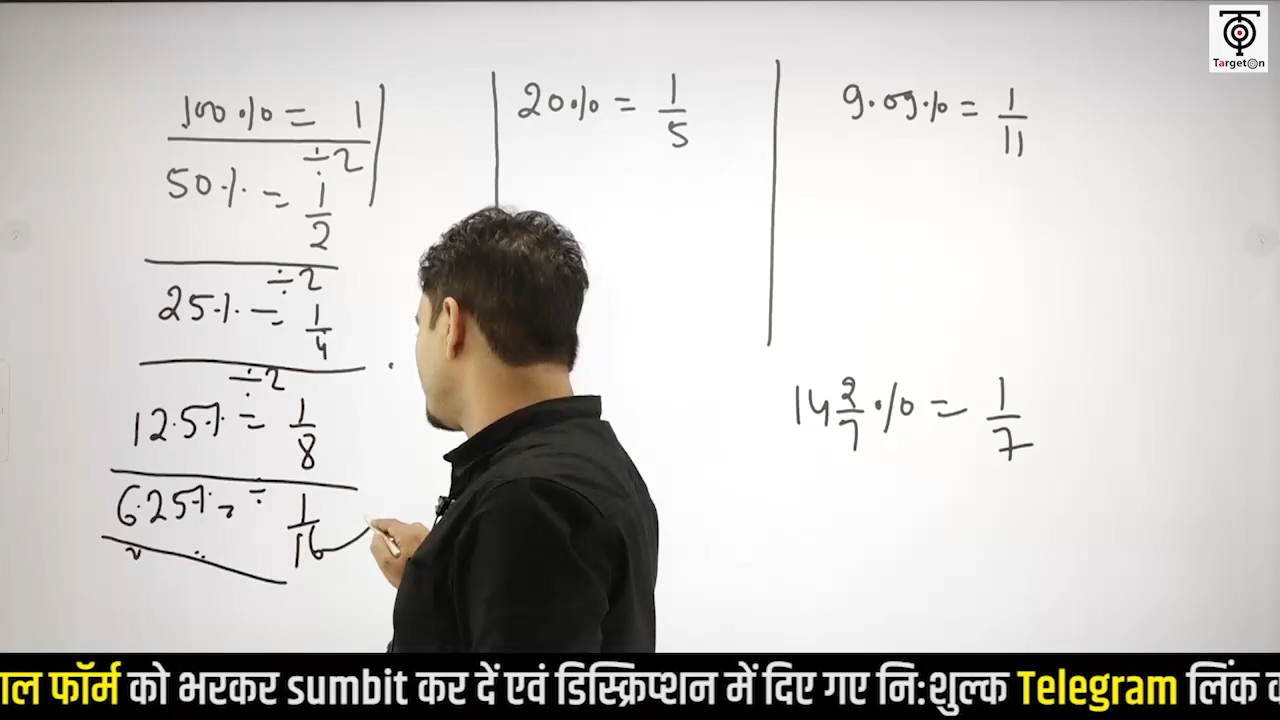 TargetOn
100% = 1
÷2
50% = 1/2
÷2
25% = 1/4
÷2
12.5% = 1/8
÷
6.25% = 1/16
20% = 1/5
9.09% = 1/11
14 2/7 % = 1/7
ल फॉर्म को भरकर sumbit कर दें एवं डिस्क्रिप्शन में दिए गए नि:शुल्क Telegram लिंक